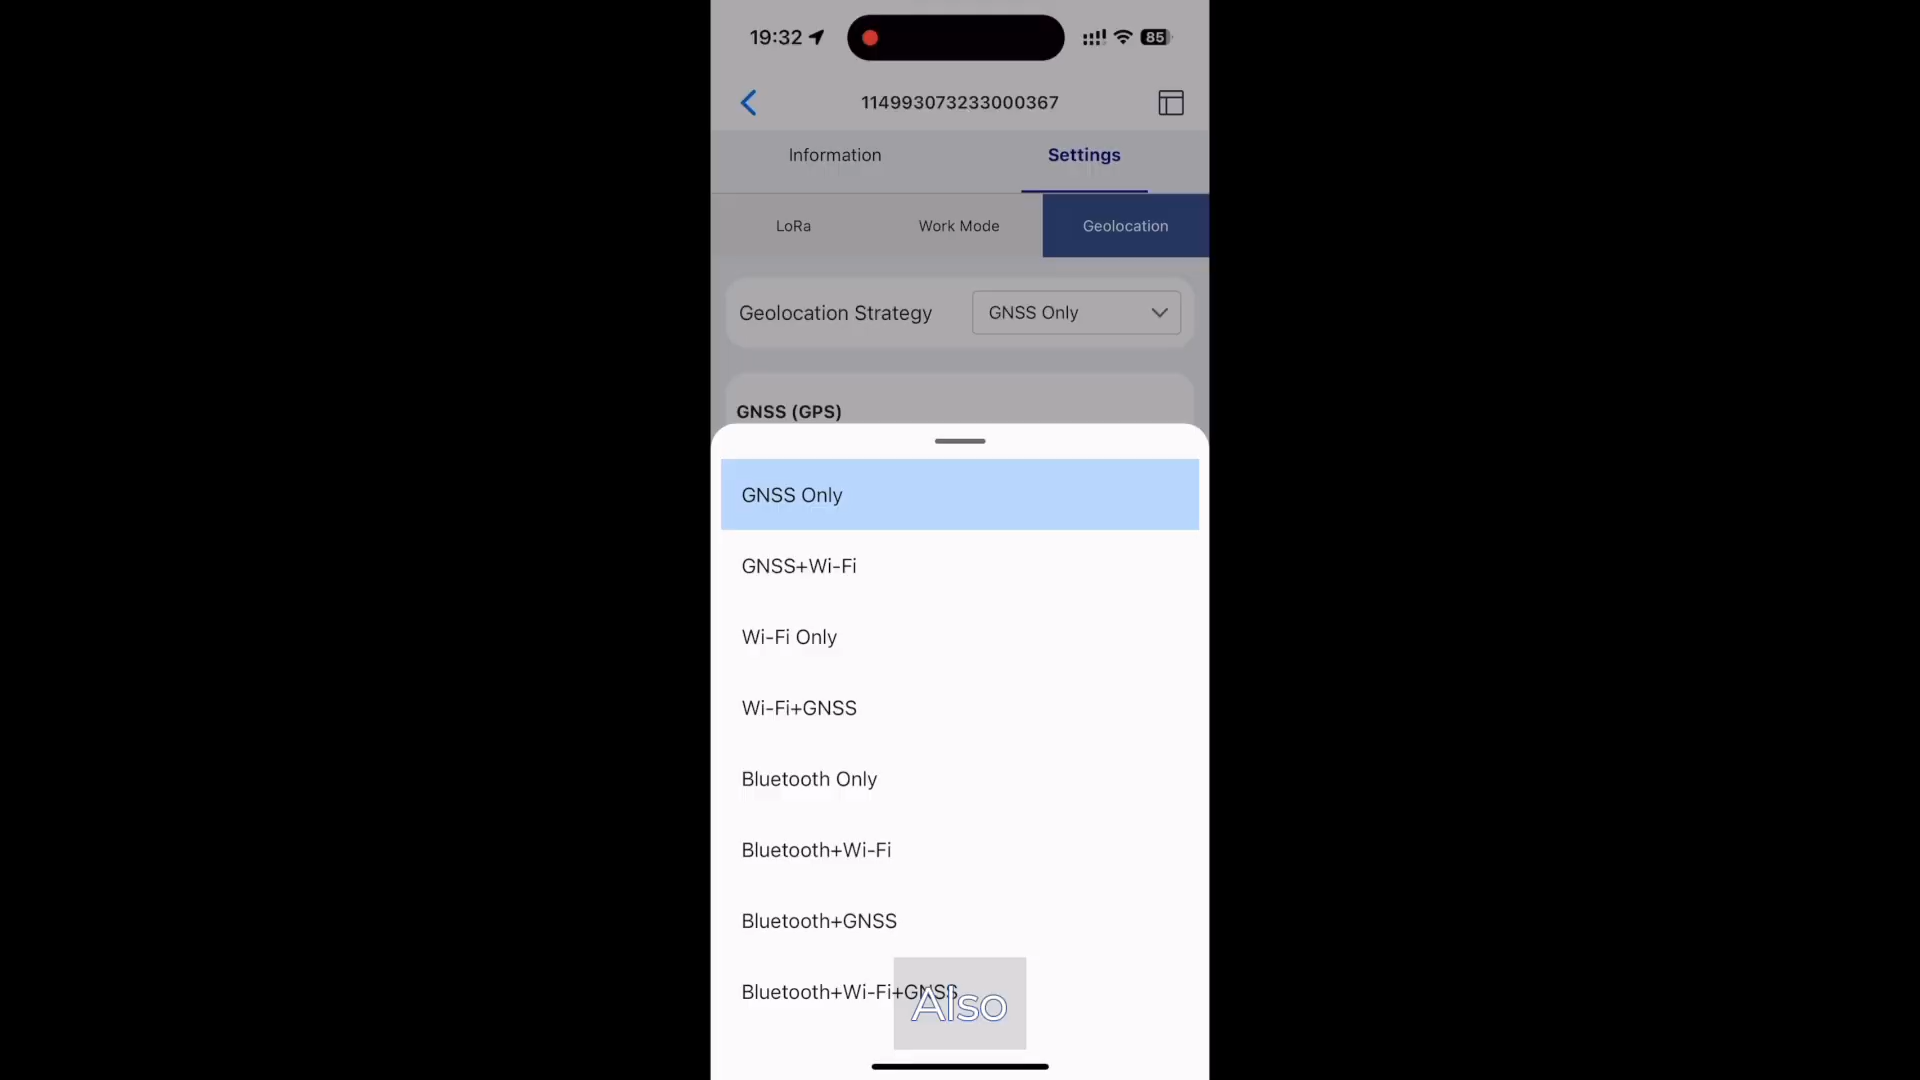 19:32
85
114993073233000367
Information
Settings
LoRa
Work Mode
Geolocation
Geolocation Strategy
GNSS Only
GNSS (GPS)
GNSS Only
GNSS+Wi-Fi
Wi-Fi Only
Wi-Fi+GNSS
Bluetooth Only
Bluetooth+Wi-Fi
Bluetooth+GNSS
Bluetooth+Wi-Fi+GNSS
Also